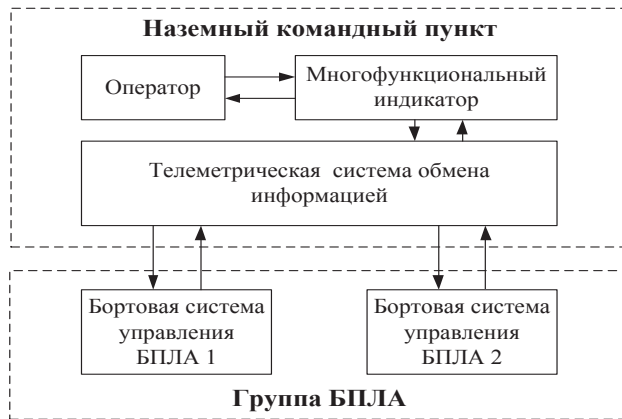 Наземный командный пункт
Оператор
Многофункциональный
индикатор
Телеметрическая система обмена
информацией
Бортовая система
управления
БПЛА 1
Бортовая система
управления
БПЛА 2
Группа БПЛА